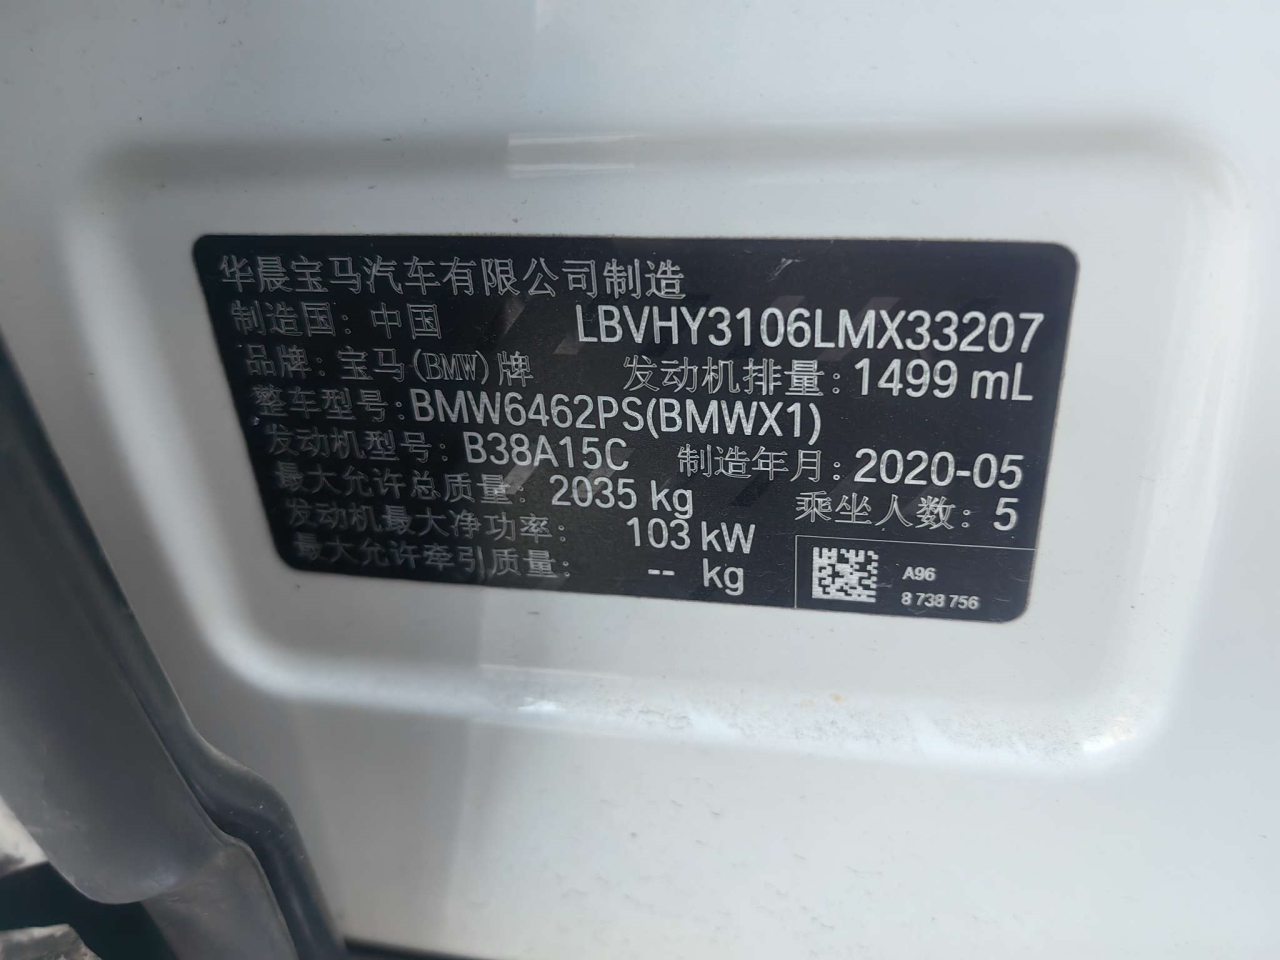 华晨宝马汽车有限公司制造
制造国：中国 LBVHY3106LMX33207
品牌：宝马(BMW)牌 发动机排量：1499 mL
整车型号：BMW6462PS(BMWX1)
发动机型号：B38A15C 制造年月：2020-05
最大允许总质量：2035 kg 乘坐人数：5
发动机最大净功率：103 kW
最大允许牵引质量：-- kg
A96
8 738 756